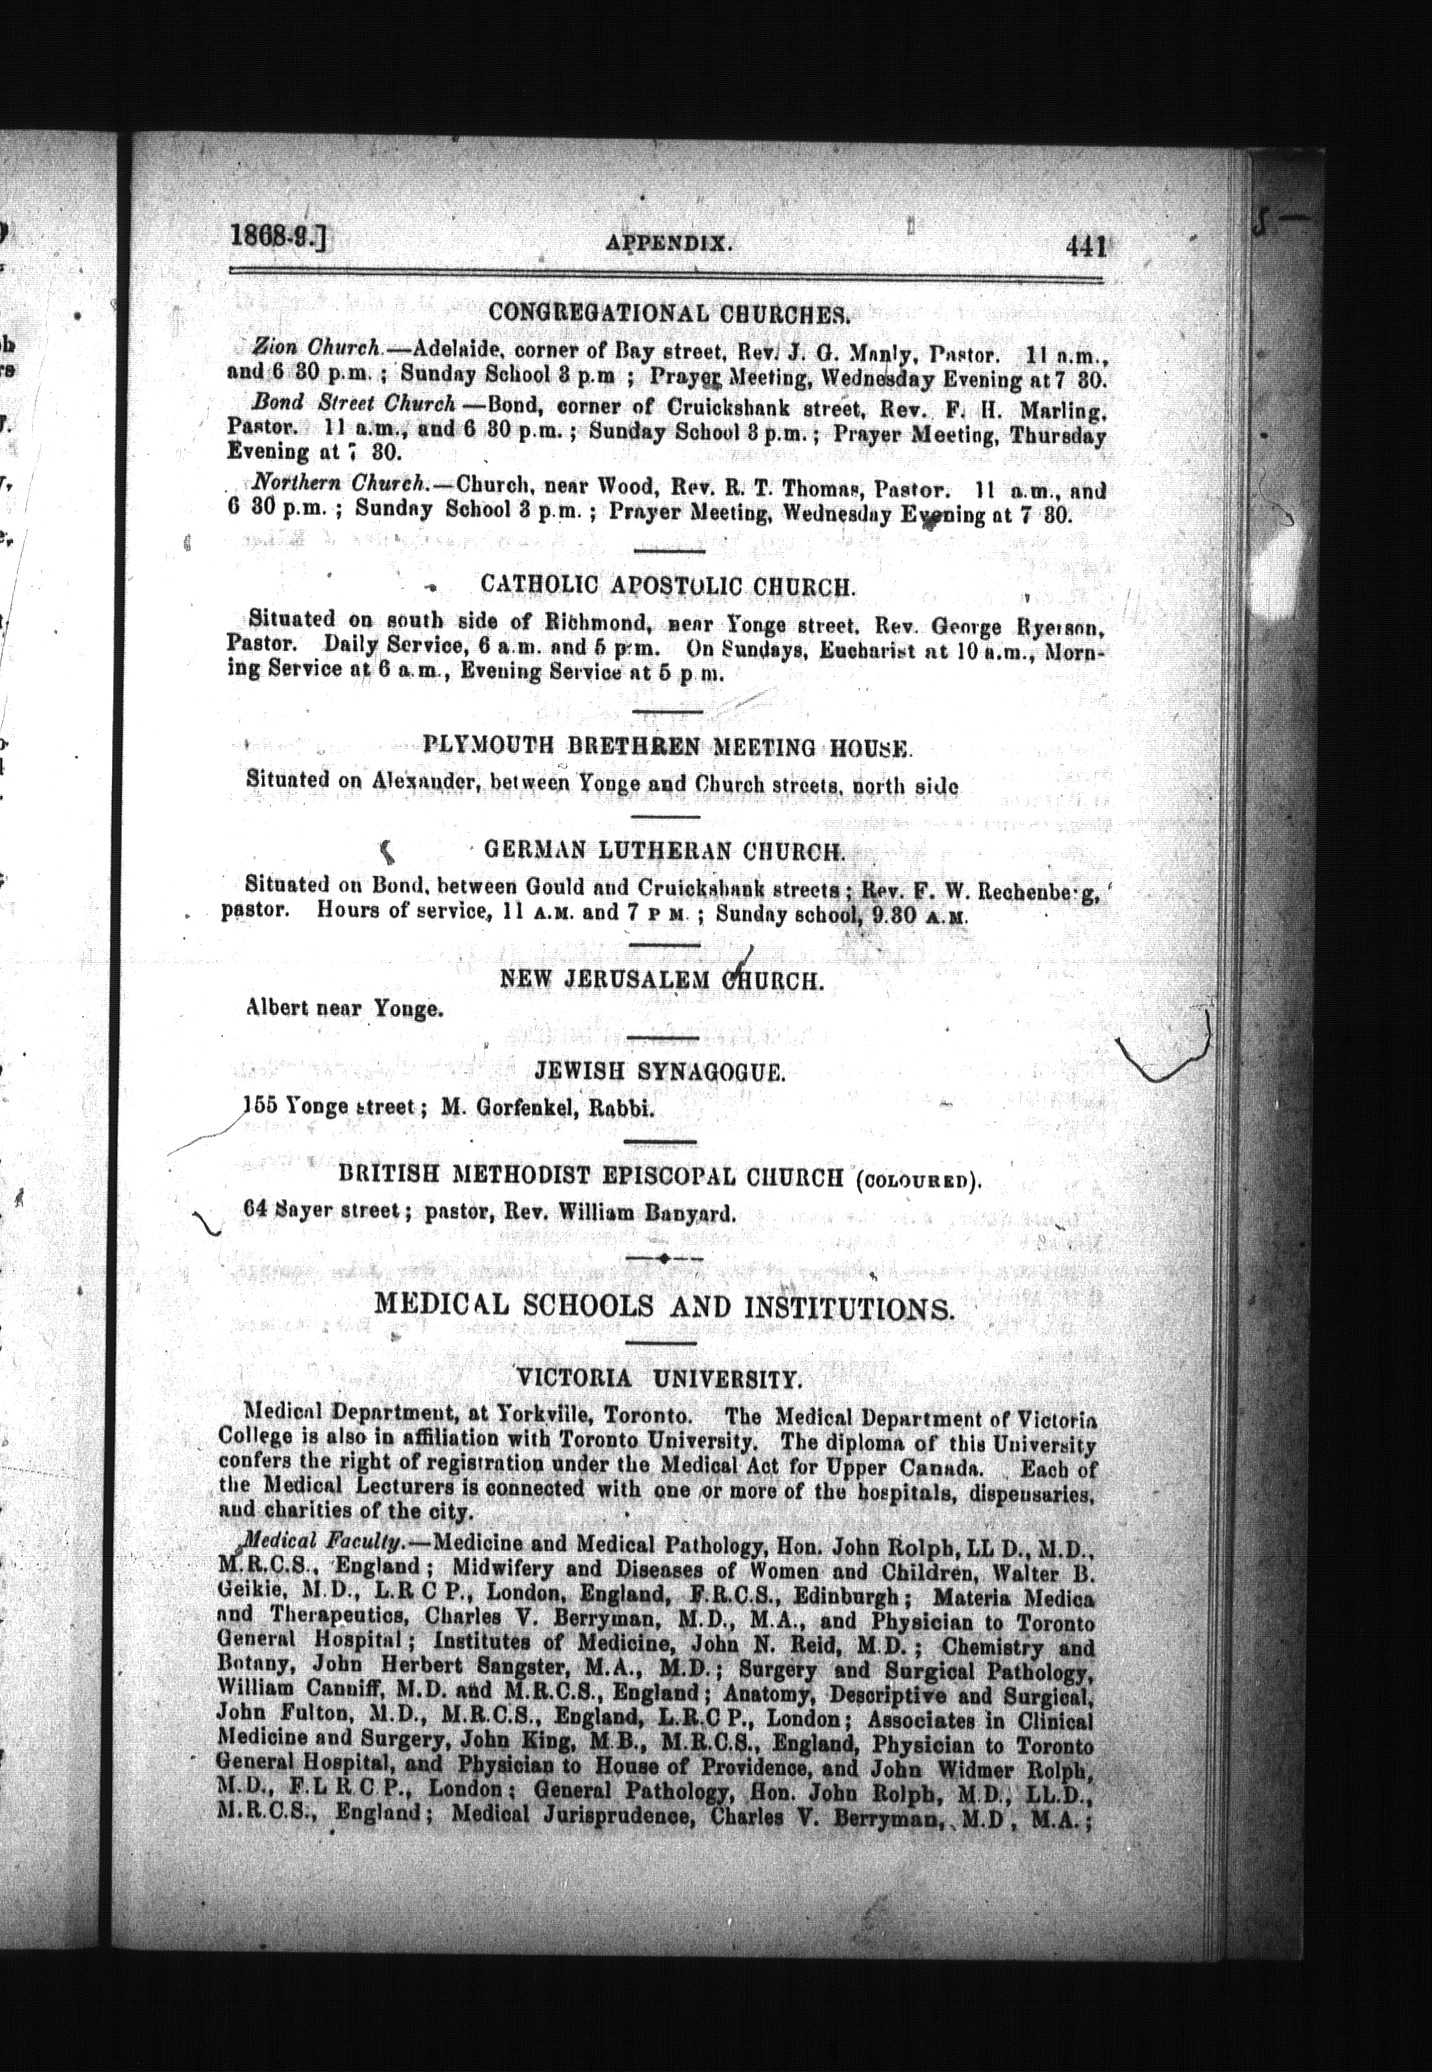 1868-9.] APPENDIX. 441
CONGREGATIONAL CHURCHES.
Zion Church.—Adelaide, corner of Bay street, Rev. J. G. Manly, Pastor. 11 a.m.,
and 6 30 p.m. ; Sunday School 3 p.m ; Prayer Meeting, Wednesday Evening at 7 30.
Bond Street Church—Bond, corner of Cruickshank street, Rev. F. H. Marling,
Pastor. 11 a.m., and 6 30 p.m. ; Sunday School 3 p.m. ; Prayer Meeting, Thursday
Evening at 7 30.
Northern Church.—Church, near Wood, Rev. R. T. Thomas, Pastor. 11 a.m., and
6 30 p.m. ; Sunday School 3 p.m. ; Prayer Meeting, Wednesday Evening at 7 30.
CATHOLIC APOSTOLIC CHURCH.
Situated on south side of Richmond, near Yonge street, Rev. George Ryerson,
Pastor. Daily Service, 6 a.m. and 5 p.m. On Sundays, Eucharist at 10 a.m., Morn-
ing Service at 6 a.m., Evening Service at 5 p m.
PLYMOUTH BRETHREN MEETING HOUSE.
Situated on Alexander, between Yonge and Church streets, north side
GERMAN LUTHERAN CHURCH.
Situated on Bond, between Gould and Cruickshank streets ; Rev. F. W. Rechenberg,
pastor. Hours of service, 11 A.M. and 7 P M. ; Sunday school, 9.30 A.M.
NEW JERUSALEM CHURCH.
Albert near Yonge.
JEWISH SYNAGOGUE.
155 Yonge street ; M. Gorfenkel, Rabbi.
BRITISH METHODIST EPISCOPAL CHURCH (COLOURED).
64 Sayer street ; pastor, Rev. William Banyard.
MEDICAL SCHOOLS AND INSTITUTIONS.
VICTORIA UNIVERSITY.
Medical Department, at Yorkville, Toronto. The Medical Department of Victoria
College is also in affiliation with Toronto University. The diploma of this University
confers the right of registration under the Medical Act for Upper Canada. Each of
the Medical Lecturers is connected with one or more of the hospitals, dispensaries,
and charities of the city.
Medical Faculty.—Medicine and Medical Pathology, Hon. John Rolph, LL D., M.D.,
M.R.C.S., England ; Midwifery and Diseases of Women and Children, Walter B.
Geikie, M.D., L.R C P., London, England, F.R.C.S., Edinburgh ; Materia Medica
and Therapeutics, Charles V. Berryman, M.D., M.A., and Physician to Toronto
General Hospital ; Institutes of Medicine, John N. Reid, M.D. ; Chemistry and
Botany, John Herbert Sangster, M.A., M.D. ; Surgery and Surgical Pathology,
William Canniff, M.D. and M.R.C.S., England ; Anatomy, Descriptive and Surgical,
John Fulton, M.D., M.R.C.S., England, L.R.C P., London ; Associates in Clinical
Medicine and Surgery, John King, M.B., M.R.C.S., England, Physician to Toronto
General Hospital, and Physician to House of Providence, and John Widmer Rolph,
M.D., F.L R C P., London ; General Pathology, Hon. John Rolph, M.D., LL.D.,
M.R.C.S., England ; Medical Jurisprudence, Charles V. Berryman, M.D , M.A. ;